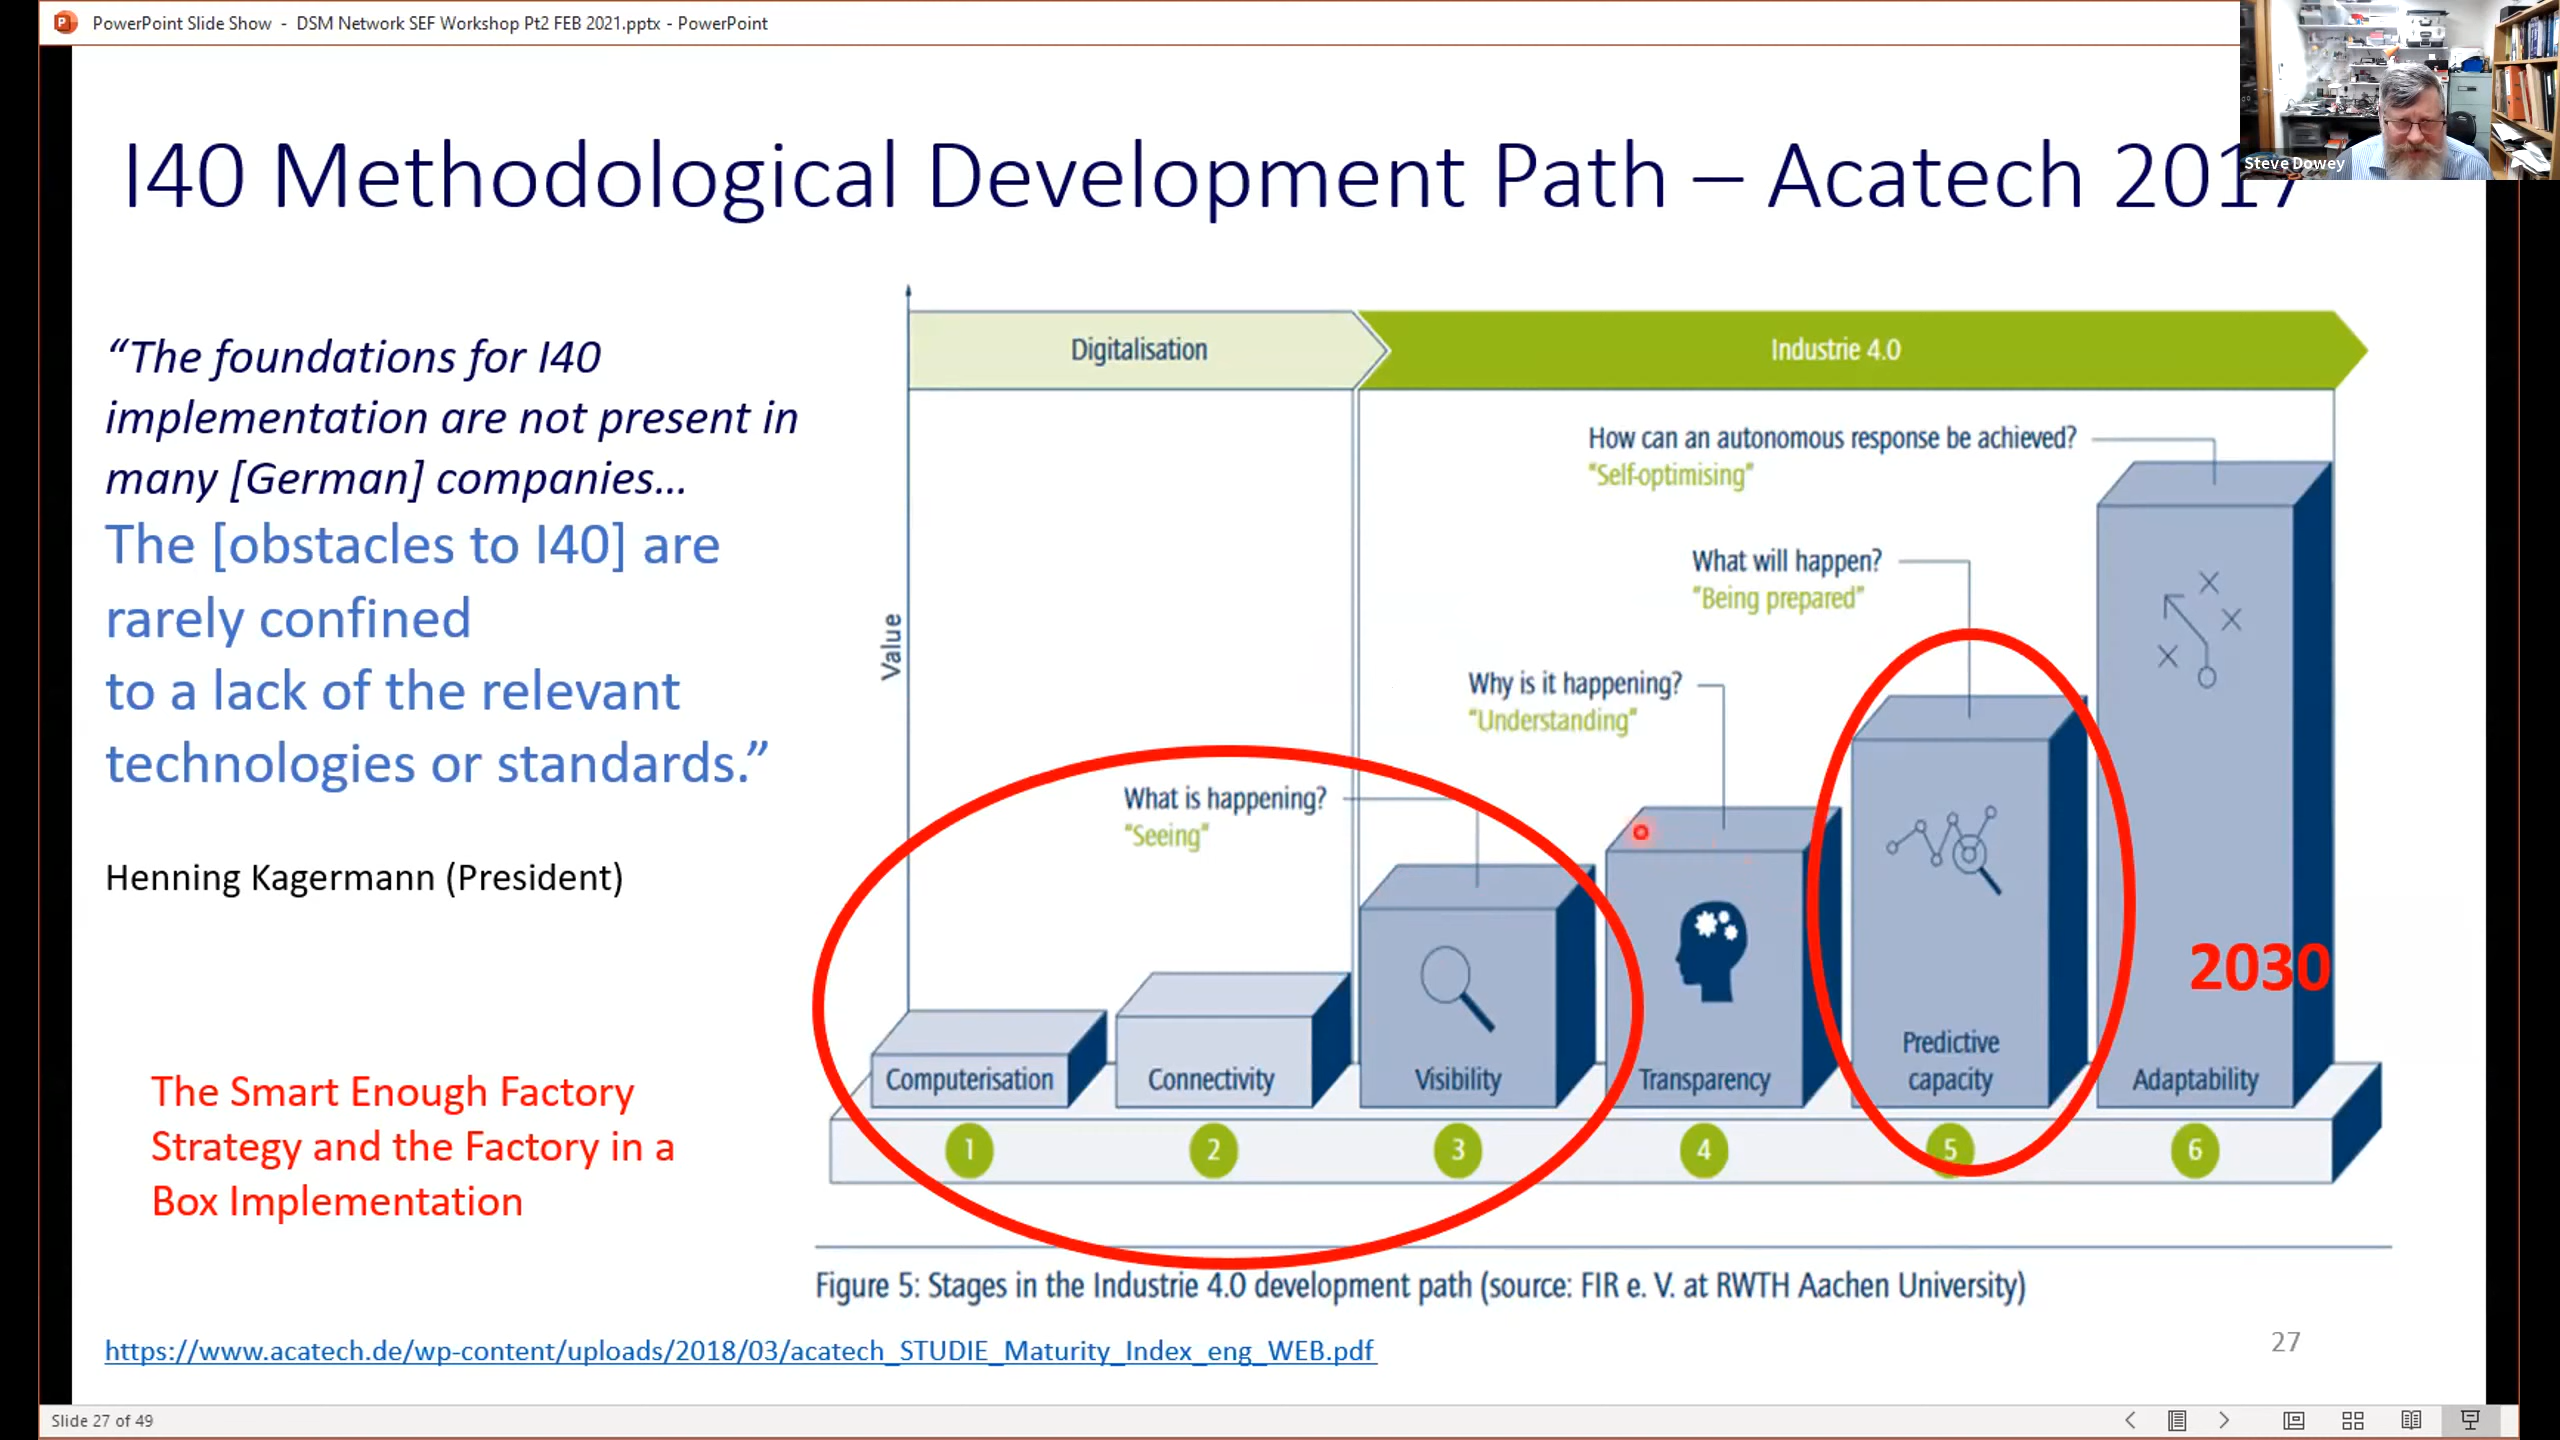 PowerPoint Slide Show - DSM Network SEF Workshop Pt2 FEB 2021.pptx - PowerPoint
Steve Dowey
I40 Methodological Development Path – Acatech 2017
“The foundations for I40
implementation are not present in
many [German] companies...
The [obstacles to I40] are
rarely confined
to a lack of the relevant
technologies or standards.”
Henning Kagermann (President)
The Smart Enough Factory
Strategy and the Factory in a
Box Implementation
Digitalisation
Industrie 4.0
Value
How can an autonomous response be achieved?
“Self-optimising”
What will happen?
“Being prepared”
Why is it happening?
“Understanding”
What is happening?
“Seeing”
2030
Computerisation
Connectivity
Visibility
Transparency
Predictive
capacity
Adaptability
1
2
3
4
5
6
Figure 5: Stages in the Industrie 4.0 development path (source: FIR e. V. at RWTH Aachen University)
https://www.acatech.de/wp-content/uploads/2018/03/acatech_STUDIE_Maturity_Index_eng_WEB.pdf
27
Slide 27 of 49